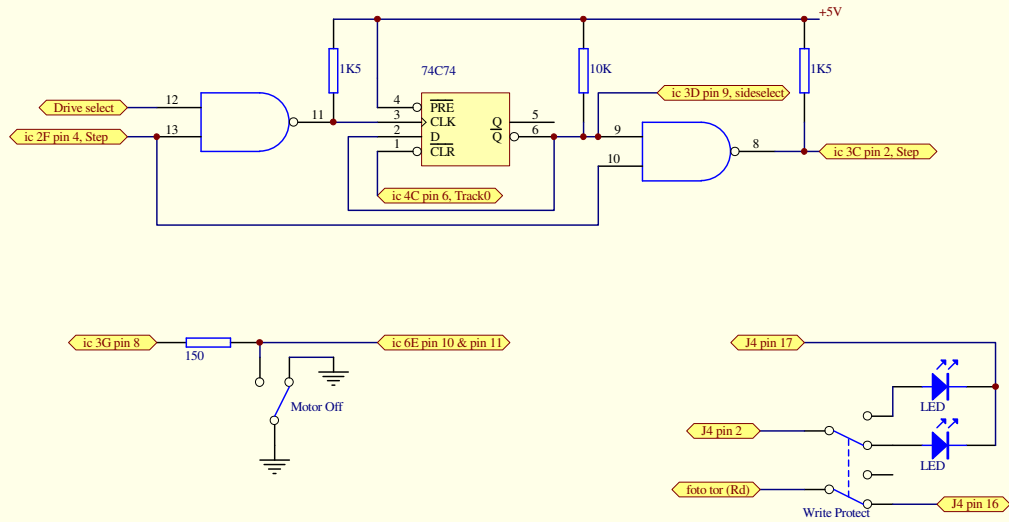 +5V
1K5
74C74
10K
1K5
Drive select
12
11
4
PRE
5
ic 3D pin 9, sideselect
3
CLK
Q
ic 2F pin 4, Step
13
2
D
Q
6
9
1
CLR
10
8
ic 3C pin 2, Step
ic 4C pin 6, Track0
ic 3G pin 8
150
ic 6E pin 10 & pin 11
Motor Off
J4 pin 17
LED
J4 pin 2
LED
foto tor (Rd)
J4 pin 16
Write Protect